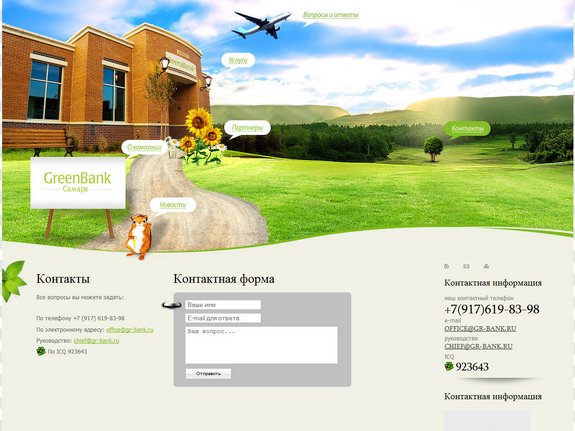 Вопросы и ответы
Услуги
GreenBank
Партнеры
Контакты
О компании
GreenBank
Самара
Новости
Контакты
Все вопросы вы можете задать:
По телефону +7 (917) 619-83-98
По электронному адресу: office@gr-bank.ru
Руководство: chief@gr-bank.ru
По ICQ 923643
Контактная форма
Ваше имя
E-mail для ответа
Ваш вопрос...
Отправить
Контактная информация
наш контактный телефон
+7(917)619-83-98
e-mail
OFFICE@GR-BANK.RU
руководство
CHIEF@GR-BANK.RU
ICQ
923643
Контактная информация